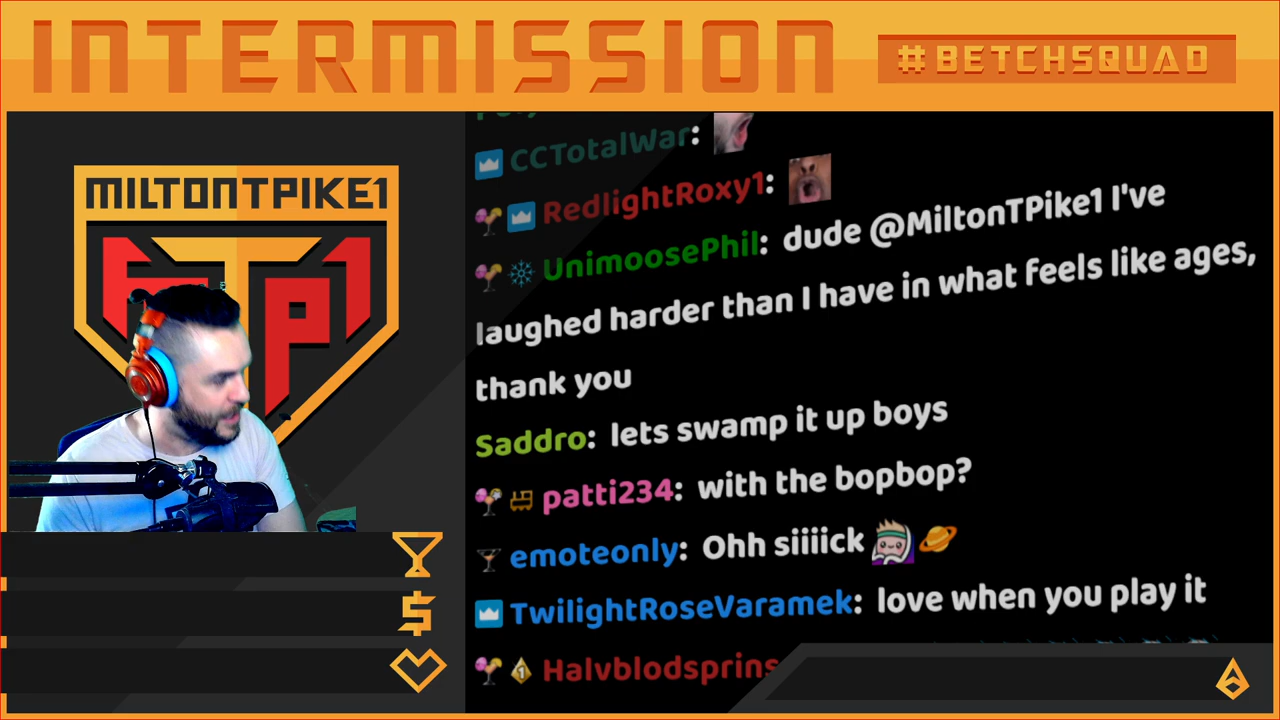 INTERMISSION
#BETCHSQUAD
MILTONTPIKE1
CCTotalWar:
RedlightRoxy1:
UnimoosePhil: dude @MiltonTPike1 I've
laughed harder than I have in what feels like ages,
thank you
Saddro: lets swamp it up boys
patti234: with the bopbop?
emoteonly: Ohh siiiick
TwilightRoseVaramek: love when you play it
Halvblodsprins
$